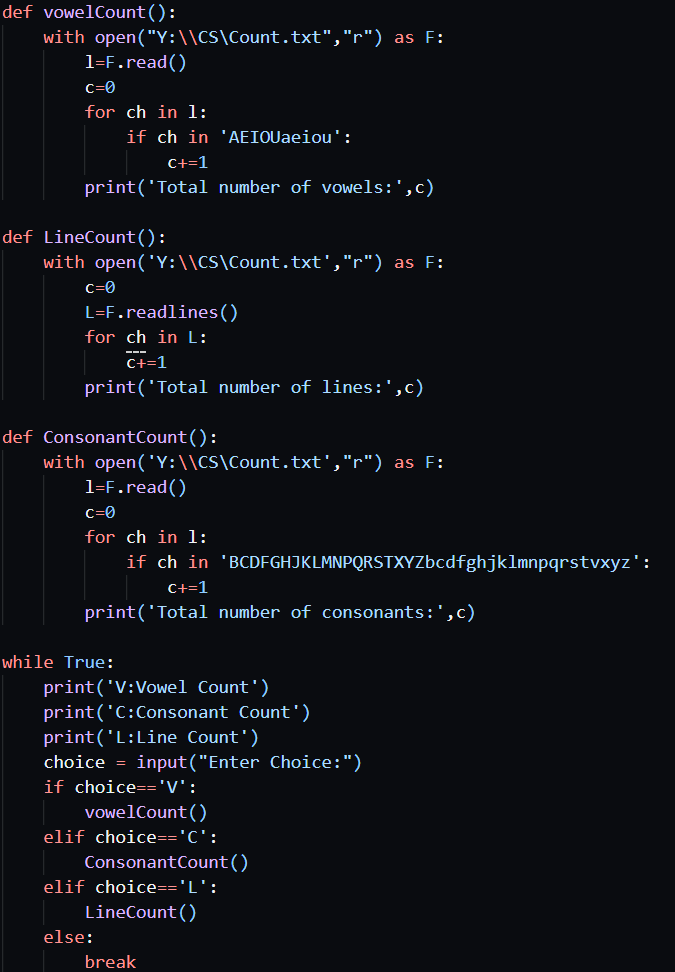 def vowelCount():
    with open("Y:\\CS\Count.txt","r") as F:
        l=F.read()
        c=0
        for ch in l:
            if ch in 'AEIOUaeiou':
                c+=1
        print('Total number of vowels:',c)

def LineCount():
    with open('Y:\\CS\Count.txt',"r") as F:
        c=0
        L=F.readlines()
        for ch in L:
            c+=1
        print('Total number of lines:',c)

def ConsonantCount():
    with open('Y:\\CS\Count.txt',"r") as F:
        l=F.read()
        c=0
        for ch in l:
            if ch in 'BCDFGHJKLMNPQRSTXYZbcdfghjklmnpqrstvxyz':
                c+=1
        print('Total number of consonants:',c)

while True:
    print('V:Vowel Count')
    print('C:Consonant Count')
    print('L:Line Count')
    choice = input("Enter Choice:")
    if choice=='V':
        vowelCount()
    elif choice=='C':
        ConsonantCount()
    elif choice=='L':
        LineCount()
    else:
        break